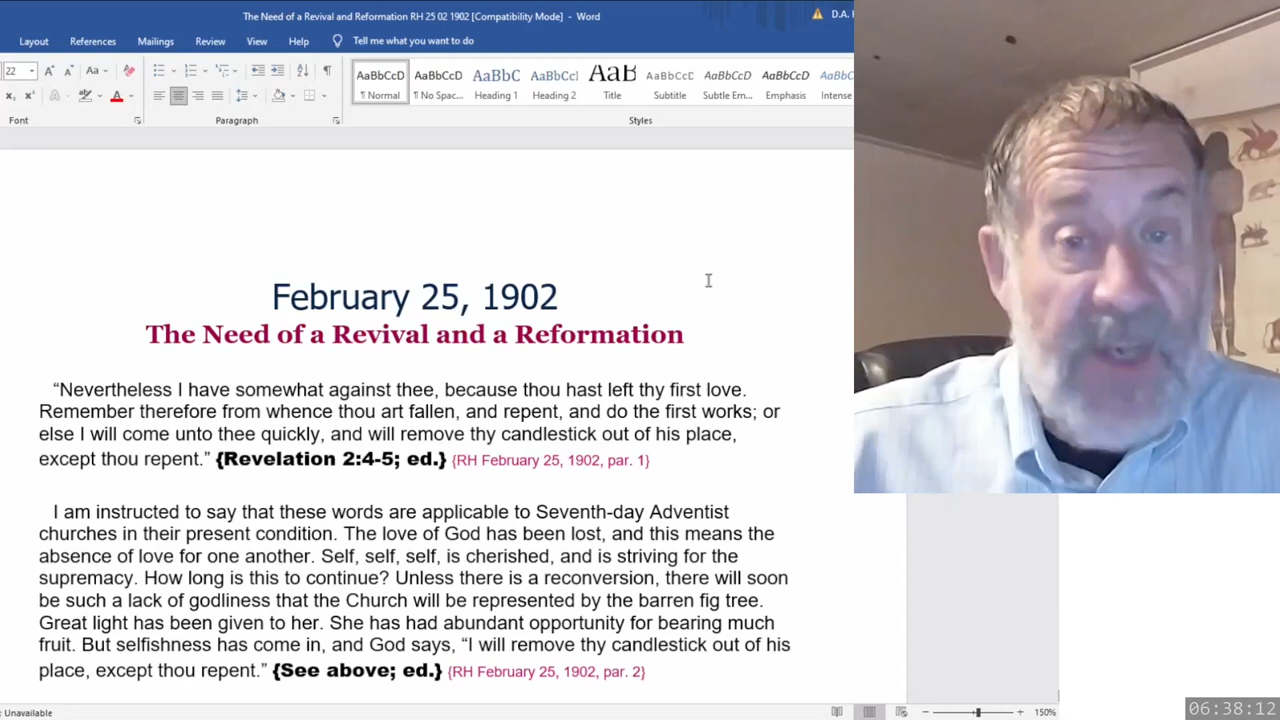 The Need of a Revival and Reformation RH 25 02 1902 [Compatibility Mode] - Word
D.A.
Layout References Mailings Review View Help Tell me what you want to do
22 A A Aa
AaBbCcD AaBbCcD AaBbC AaBbCcI AaB AaBbCcD AaBbCcD AaBbCcD AaBbCc
¶ Normal ¶ No Spac... Heading 1 Heading 2 Title Subtitle Subtle Em... Emphasis Intense
Font Paragraph Styles
February 25, 1902
The Need of a Revival and a Reformation
“Nevertheless I have somewhat against thee, because thou hast left thy first love.
Remember therefore from whence thou art fallen, and repent, and do the first works; or
else I will come unto thee quickly, and will remove thy candlestick out of his place,
except thou repent.” {Revelation 2:4-5; ed.} {RH February 25, 1902, par. 1}
I am instructed to say that these words are applicable to Seventh-day Adventist
churches in their present condition. The love of God has been lost, and this means the
absence of love for one another. Self, self, self, is cherished, and is striving for the
supremacy. How long is this to continue? Unless there is a reconversion, there will soon
be such a lack of godliness that the Church will be represented by the barren fig tree.
Great light has been given to her. She has had abundant opportunity for bearing much
fruit. But selfishness has come in, and God says, “I will remove thy candlestick out of his
place, except thou repent.” {See above; ed.} {RH February 25, 1902, par. 2}
: Unavailable
150%
06:38:12